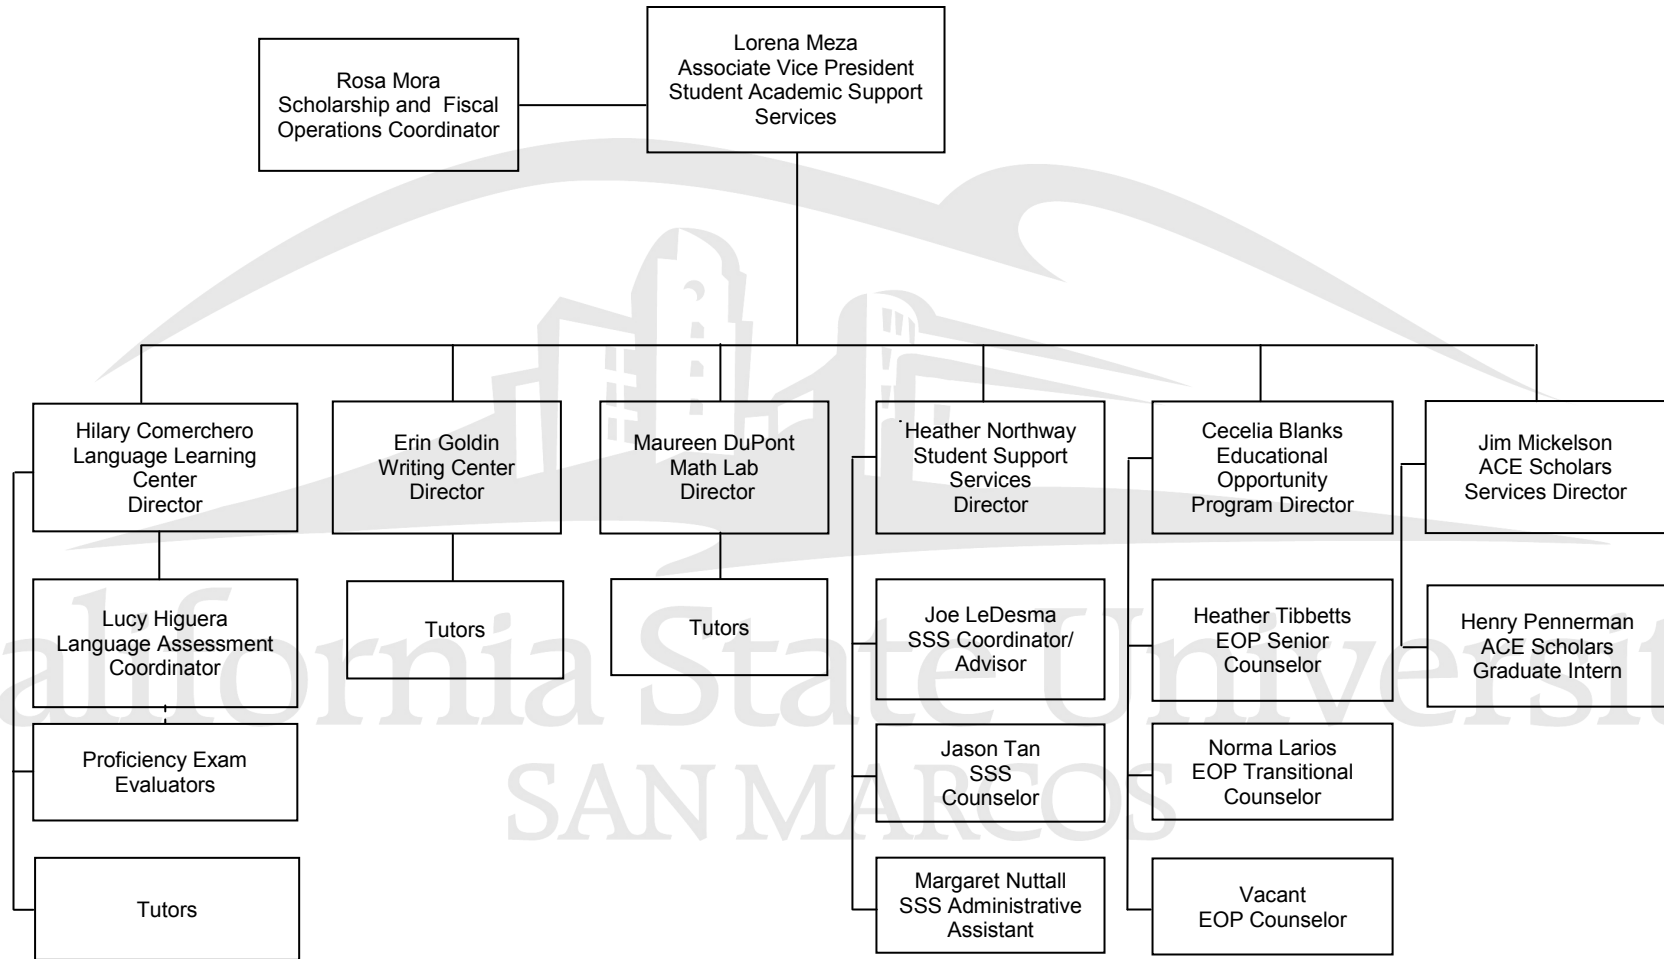 Lorena Meza
Associate Vice President
Student Academic Support
Services
Rosa Mora
Scholarship and Fiscal
Operations Coordinator
Hilary Comerchero
Language Learning
Center
Director
Erin Goldin
Writing Center
Director
Maureen DuPont
Math Lab
Director
Heather Northway
Student Support
Services
Director
Cecelia Blanks
Educational
Opportunity
Program Director
Jim Mickelson
ACE Scholars
Services Director
Lucy Higuera
Language Assessment
Coordinator
Tutors
Tutors
Joe LeDesma
SSS Coordinator/
Advisor
Heather Tibbetts
EOP Senior
Counselor
Henry Pennerman
ACE Scholars
Graduate Intern
Proficiency Exam
Evaluators
Jason Tan
SSS
Counselor
Norma Larios
EOP Transitional
Counselor
Tutors
Margaret Nuttall
SSS Administrative
Assistant
Vacant
EOP Counselor
alifornia State Universit
SAN MARCOS